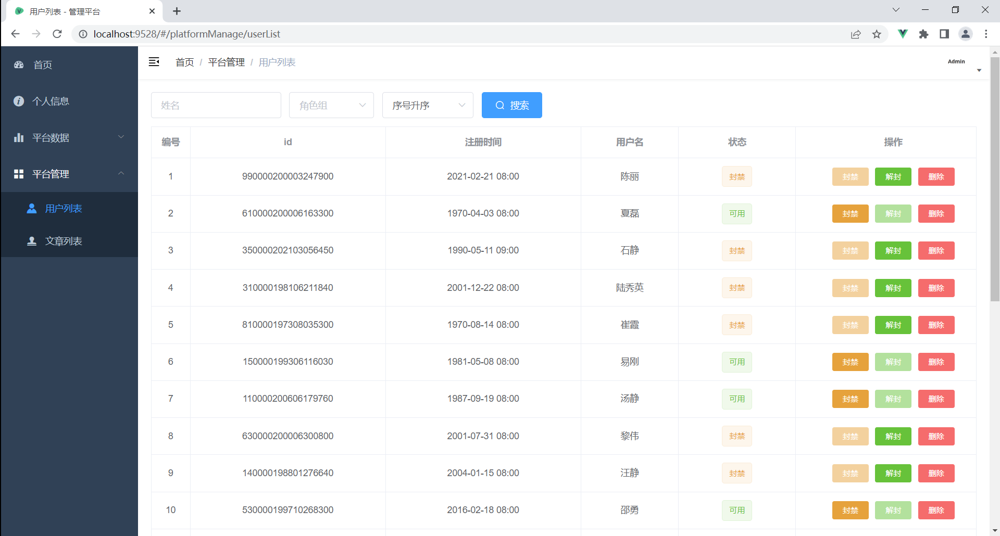 用户列表 - 管理平台
localhost:9528/#/platformManage/userList
首页
个人信息
平台数据
平台管理
用户列表
文章列表
首页 / 平台管理 / 用户列表
Admin
姓名 角色组 序号升序 搜索
编号 id 注册时间 用户名 状态 操作
1 990000200003247900 2021-02-21 08:00 陈丽 封禁 封禁 解封 删除
2 610000200006163300 1970-04-03 08:00 夏磊 可用 封禁 解封 删除
3 350000202103056450 1990-05-11 09:00 石静 封禁 封禁 解封 删除
4 310000198106211840 2001-12-22 08:00 陆秀英 封禁 封禁 解封 删除
5 810000197308035300 1970-08-14 08:00 崔霞 封禁 封禁 解封 删除
6 150000199306116030 1981-05-08 08:00 易刚 可用 封禁 解封 删除
7 110000200606179760 1987-09-19 08:00 汤静 可用 封禁 解封 删除
8 630000200006300800 2001-07-31 08:00 黎伟 封禁 封禁 解封 删除
9 140000198801276640 2004-01-15 08:00 汪静 封禁 封禁 解封 删除
10 530000199710268300 2016-02-18 08:00 邵勇 可用 封禁 解封 删除